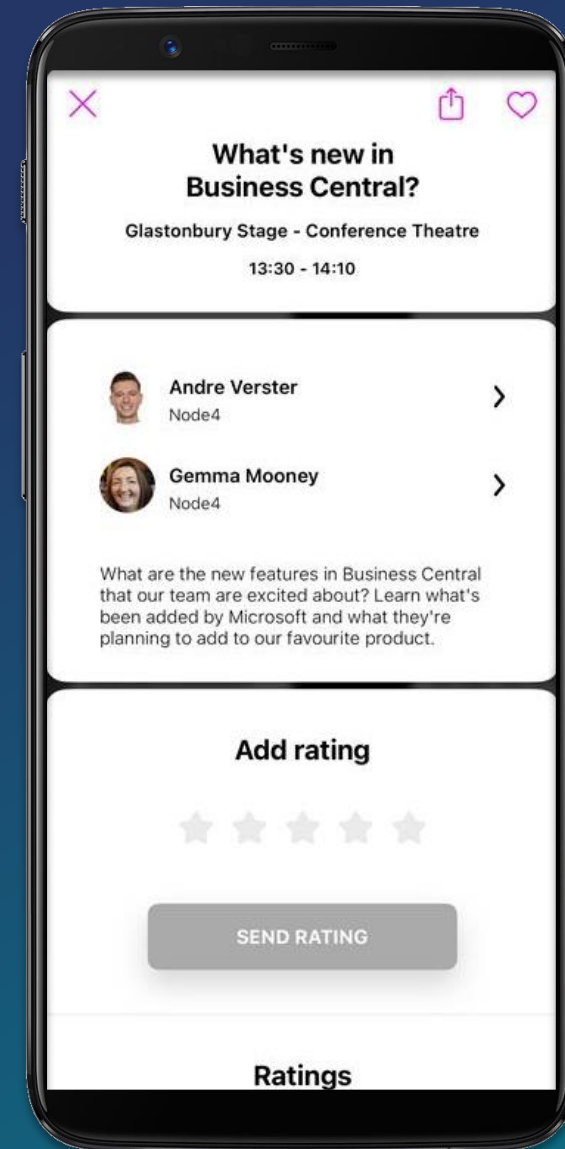 What's new in
Business Central?
Glastonbury Stage - Conference Theatre
13:30 - 14:10
Andre Verster
Node4
Gemma Mooney
Node4
What are the new features in Business Central
that our team are excited about? Learn what's
been added by Microsoft and what they're
planning to add to our favourite product.
Add rating
SEND RATING
Ratings